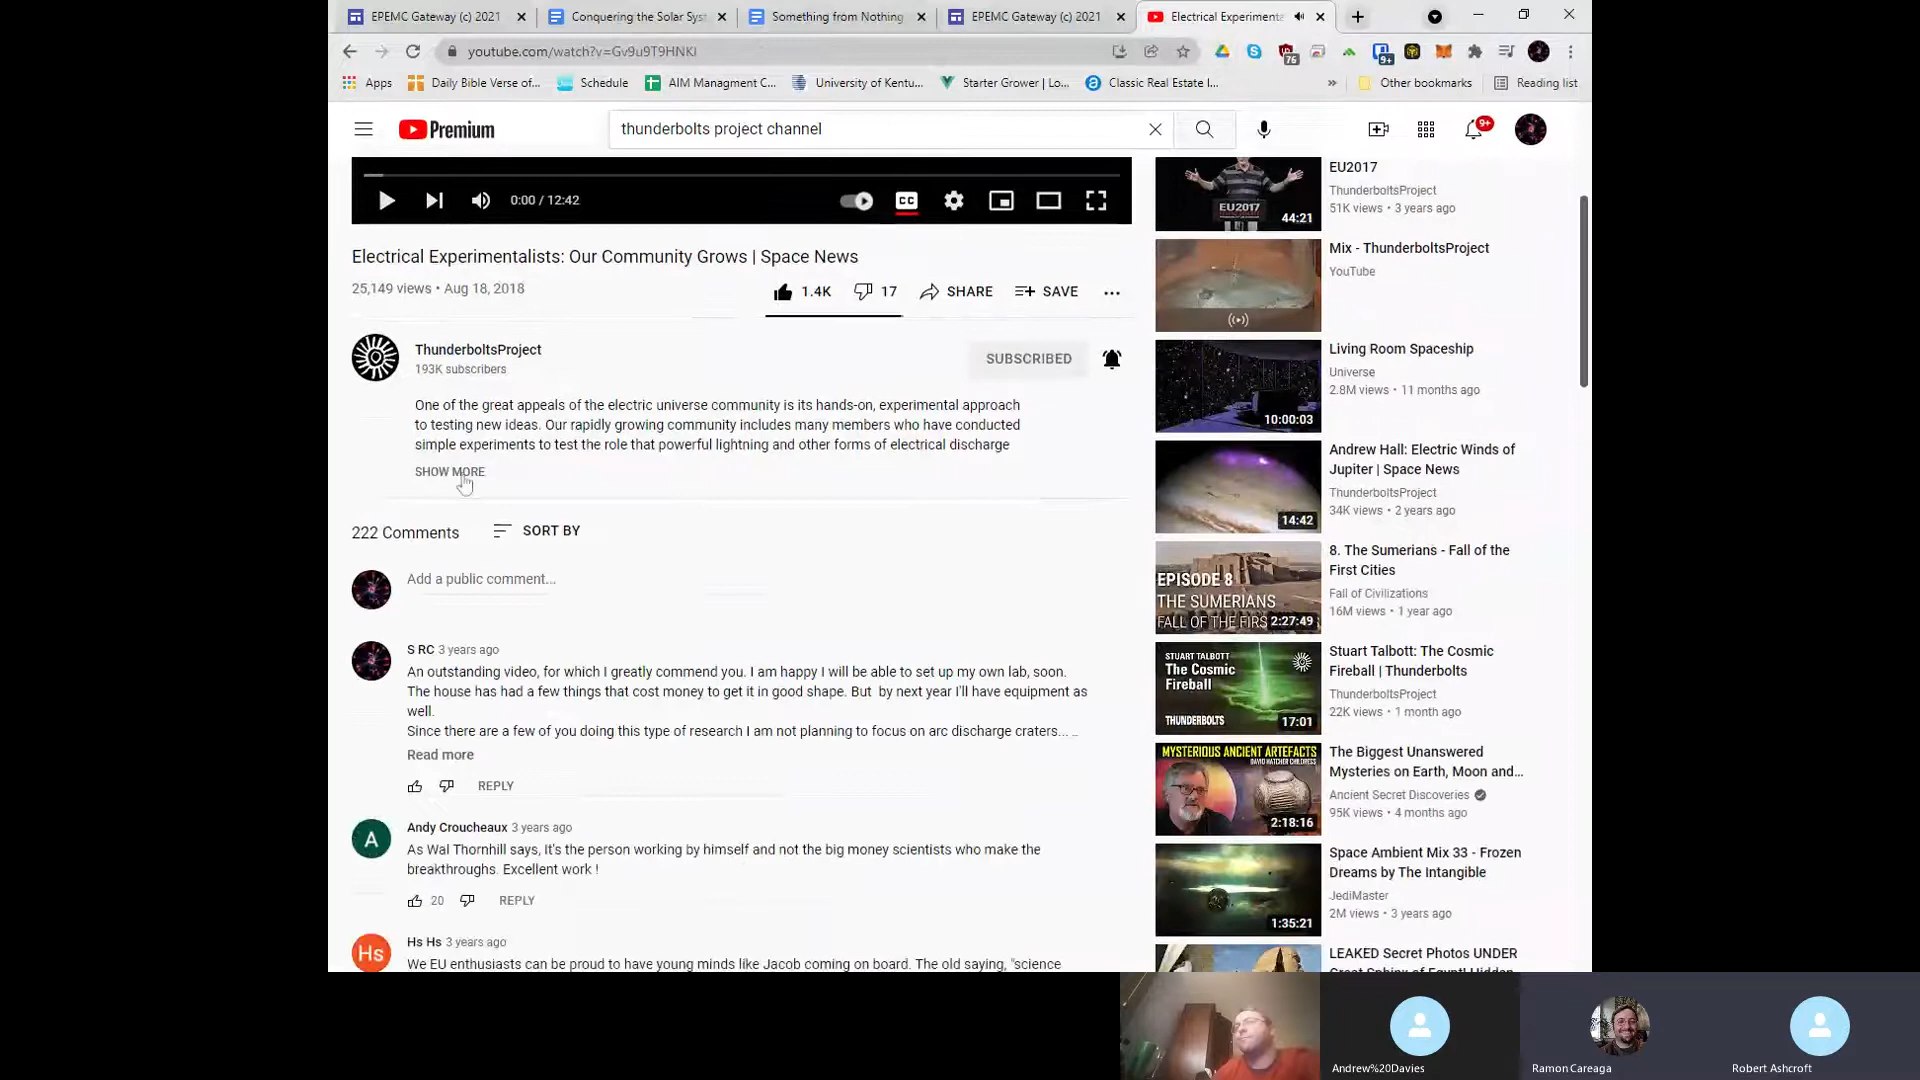 EPEMC Gateway (c) 2021
Conquering the Solar Sys
Something from Nothing
EPEMC Gateway (c) 2021
Electrical Experimenta
youtube.com/watch?v=Gv9u9T9HNKI
76
9+
Apps
Daily Bible Verse of...
Schedule
AIM Managment C...
University of Kentu...
Starter Grower | Lo...
Classic Real Estate I...
»
Other bookmarks
Reading list
Premium
thunderbolts project channel
9+
0:00 / 12:42
CC
Electrical Experimentalists: Our Community Grows | Space News
25,149 views • Aug 18, 2018
1.4K
17
SHARE
SAVE
ThunderboltsProject
193K subscribers
SUBSCRIBED
One of the great appeals of the electric universe community is its hands-on, experimental approach
to testing new ideas. Our rapidly growing community includes many members who have conducted
simple experiments to test the role that powerful lightning and other forms of electrical discharge
SHOW MORE
222 Comments
SORT BY
Add a public comment...
S RC 3 years ago
An outstanding video, for which I greatly commend you. I am happy I will be able to set up my own lab, soon.
The house has had a few things that cost money to get it in good shape. But by next year I'll have equipment as
well.
Since there are a few of you doing this type of research I am not planning to focus on arc discharge craters... ...
Read more
REPLY
A
Andy Croucheaux 3 years ago
As Wal Thornhill says, It's the person working by himself and not the big money scientists who make the
breakthroughs. Excellent work !
20
REPLY
Hs
Hs Hs 3 years ago
We EU enthusiasts can be proud to have young minds like Jacob coming on board. The old saying, "science
EU2017
44:21
EU2017
ThunderboltsProject
51K views • 3 years ago
Mix - ThunderboltsProject
YouTube
Living Room Spaceship
Universe
2.8M views • 11 months ago
10:00:03
Andrew Hall: Electric Winds of
Jupiter | Space News
ThunderboltsProject
34K views • 2 years ago
14:42
EPISODE 8
THE SUMERIANS
FALL OF THE FIRS
2:27:49
8. The Sumerians - Fall of the
First Cities
Fall of Civilizations
16M views • 1 year ago
STUART TALBOTT
The Cosmic
Fireball
THUNDERBOLTS
17:01
Stuart Talbott: The Cosmic
Fireball | Thunderbolts
ThunderboltsProject
22K views • 1 month ago
MYSTERIOUS ANCIENT ARTEFACTS
DAVID HATCHER CHILDRESS
2:18:16
The Biggest Unanswered
Mysteries on Earth, Moon and...
Ancient Secret Discoveries
95K views • 4 months ago
1:35:21
Space Ambient Mix 33 - Frozen
Dreams by The Intangible
JediMaster
2M views • 3 years ago
LEAKED Secret Photos UNDER
Great Sphinx of Egypt! Hidden
Andrew%20Davies
Ramon Careaga
Robert Ashcroft